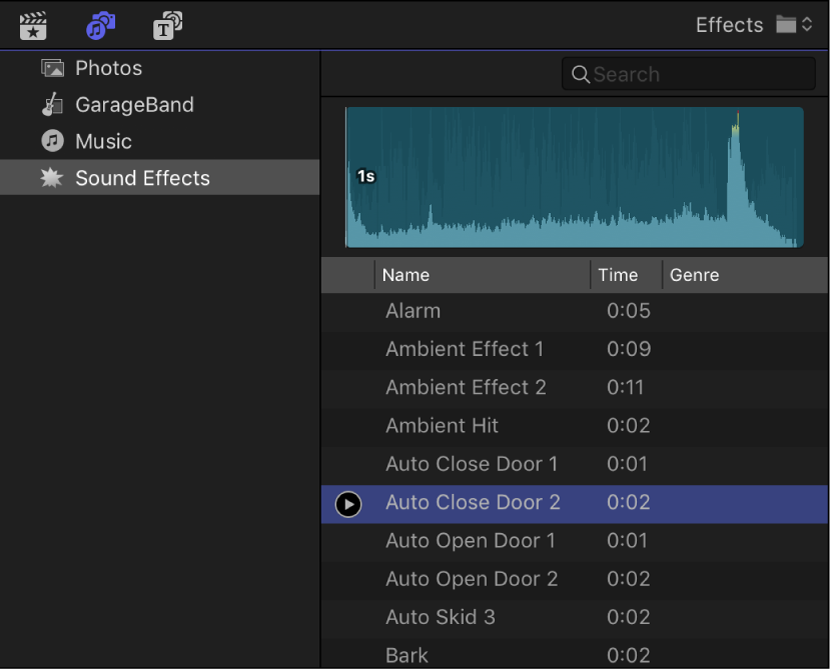 T
Effects
Photos
GarageBand
Music
Sound Effects
Search
1s
Name Time Genre
Alarm 0:05
Ambient Effect 1 0:09
Ambient Effect 2 0:11
Ambient Hit 0:02
Auto Close Door 1 0:01
Auto Close Door 2 0:02
Auto Open Door 1 0:01
Auto Open Door 2 0:02
Auto Skid 3 0:02
Bark 0:02